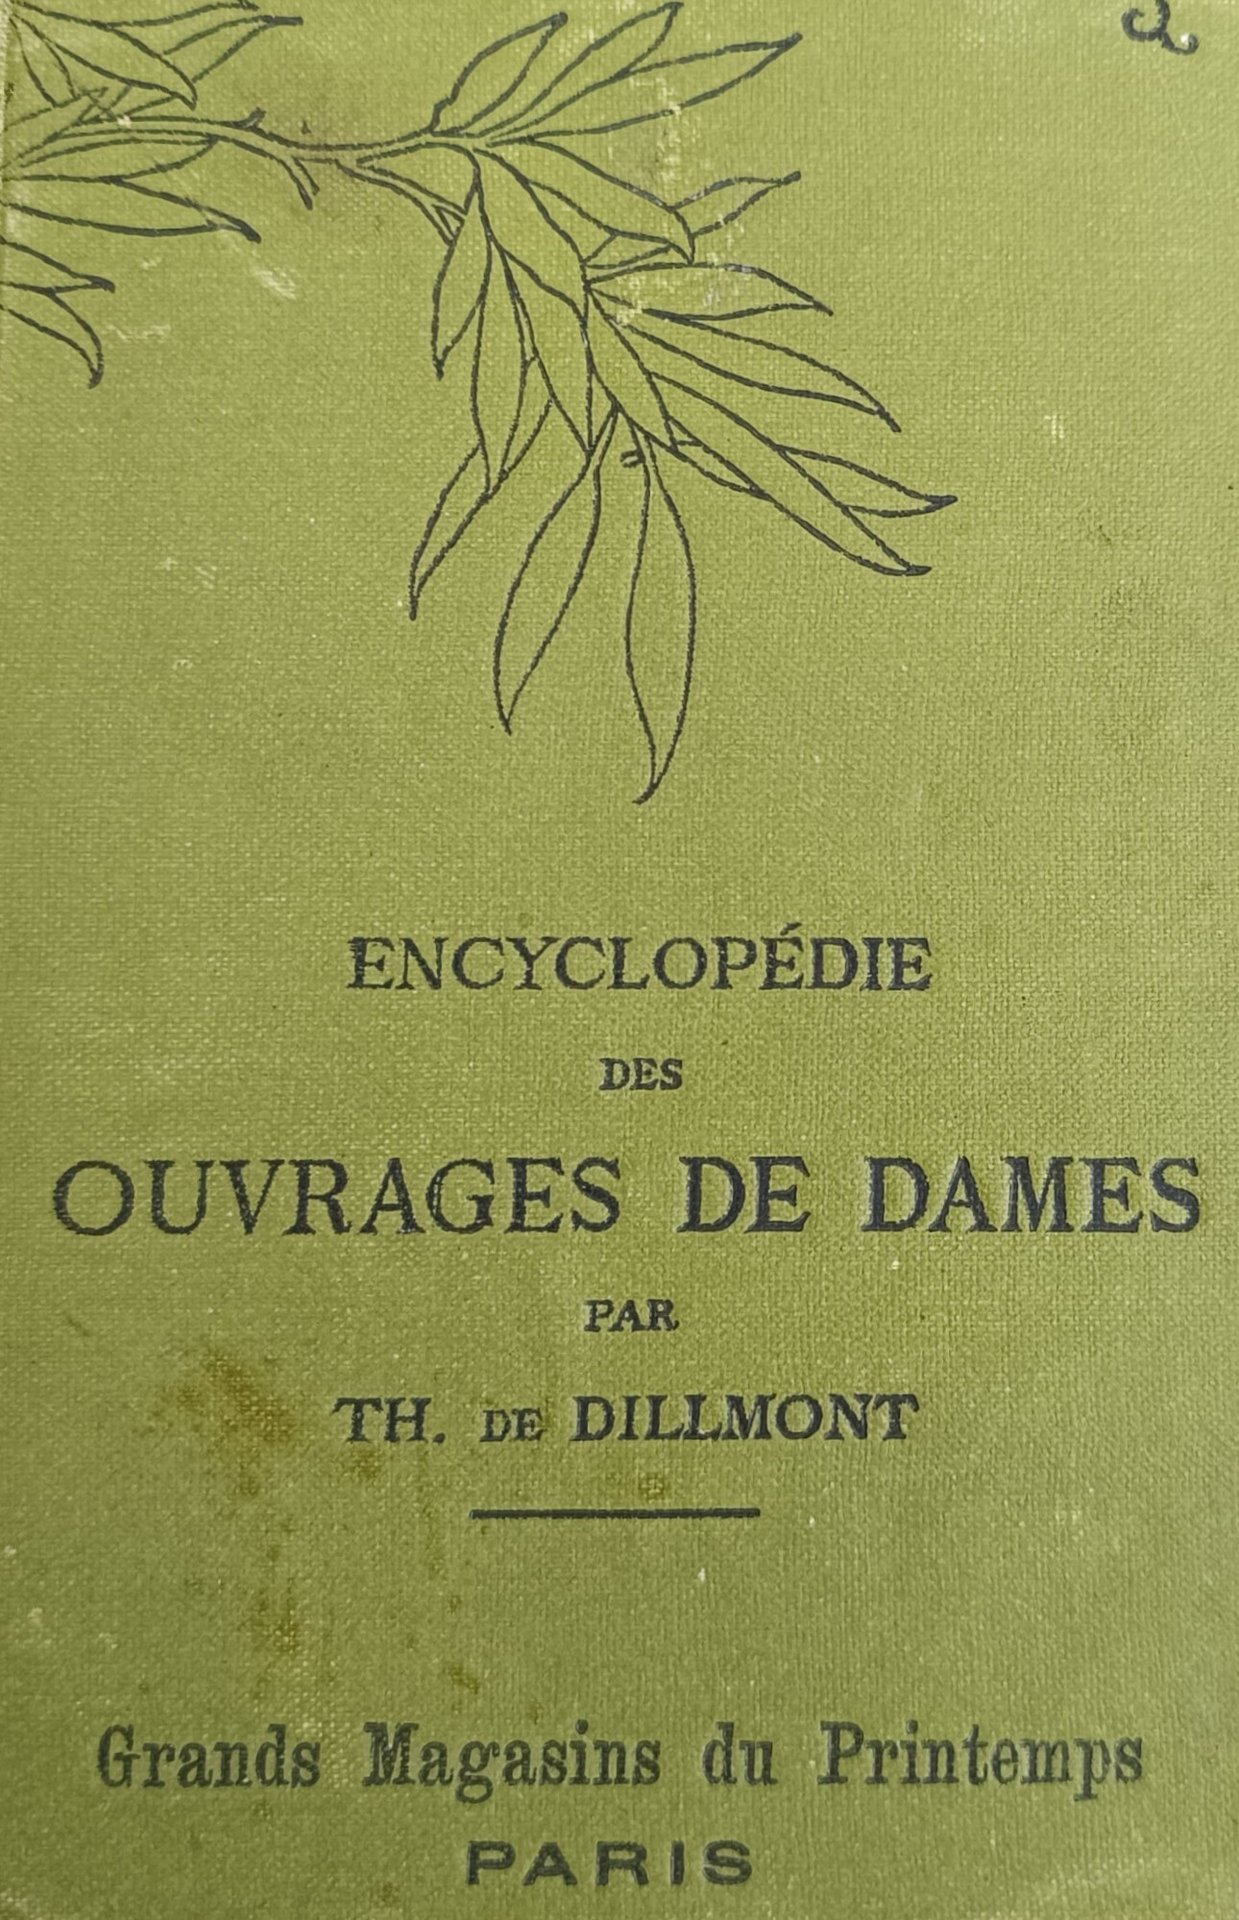 ENCYCLOPÉDIE
DES
OUVRAGES DE DAMES
PAR
TH. DE DILLMONT
Grands Magasins du Printemps
PARIS